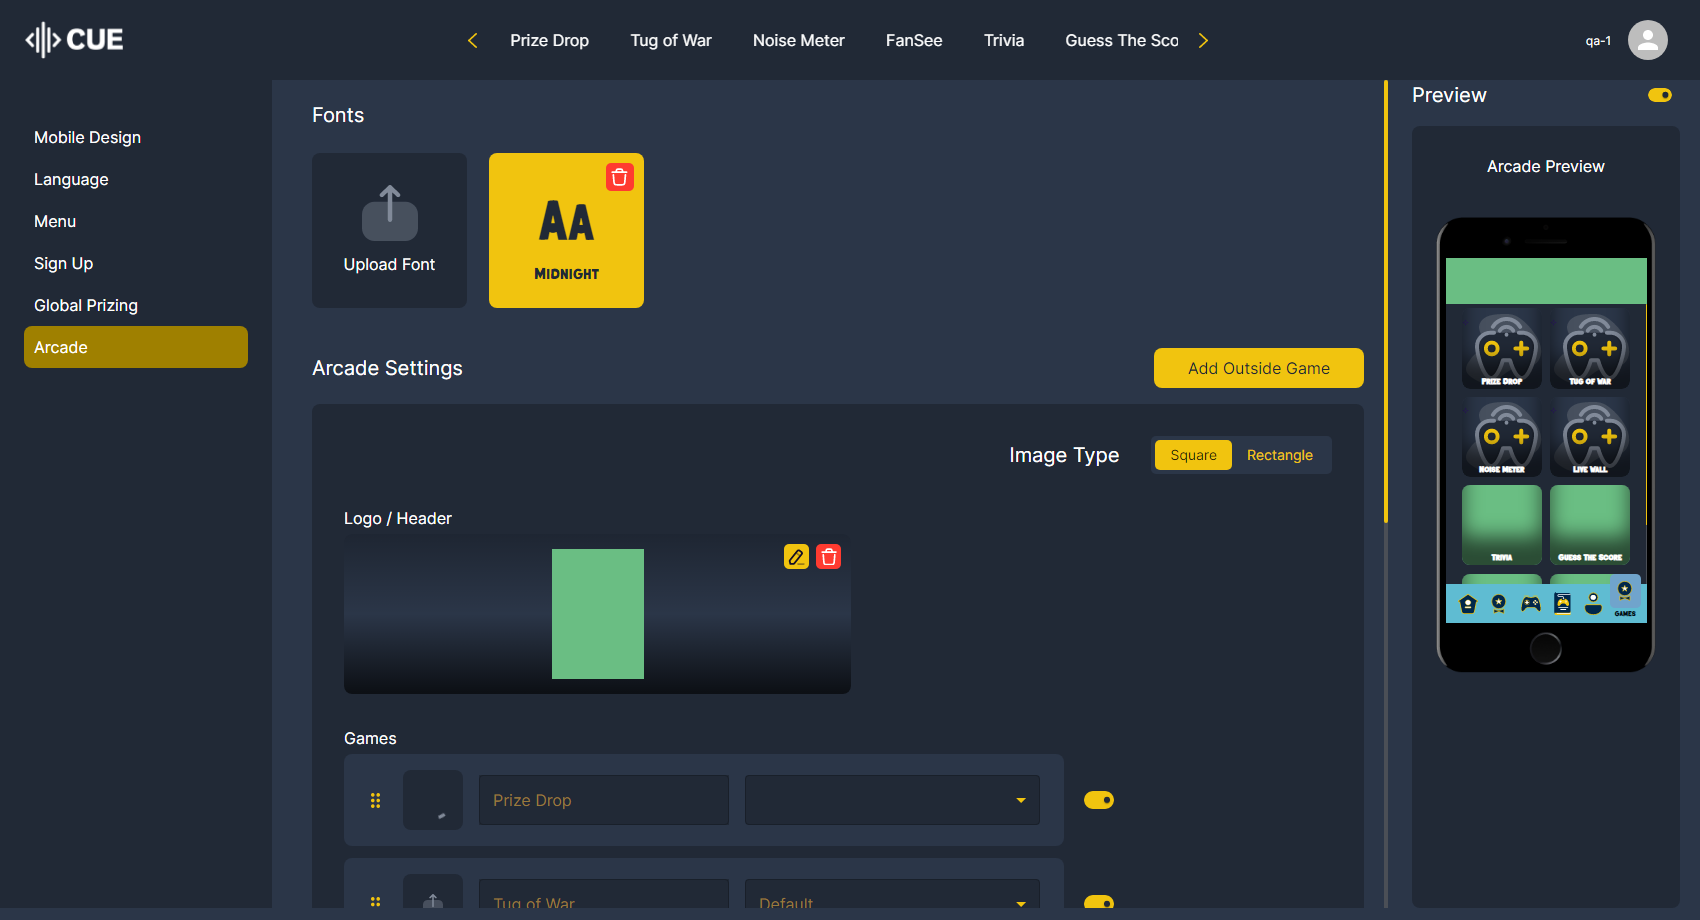 CUE
Prize Drop
Tug of War
Noise Meter
FanSee
Trivia
Guess The Sco
qa-1
Mobile Design
Language
Menu
Sign Up
Global Prizing
Arcade
Fonts
Upload Font
AA
MIDNIGHT
Arcade Settings
Add Outside Game
Image Type
Square
Rectangle
Logo / Header
Games
Prize Drop
Tug of War
Default
Preview
Arcade Preview
PRIZE DROP
TUG OF WAR
NOISE METER
LIVE WALL
TRIVIA
GUESS THE SCORE
GAMES